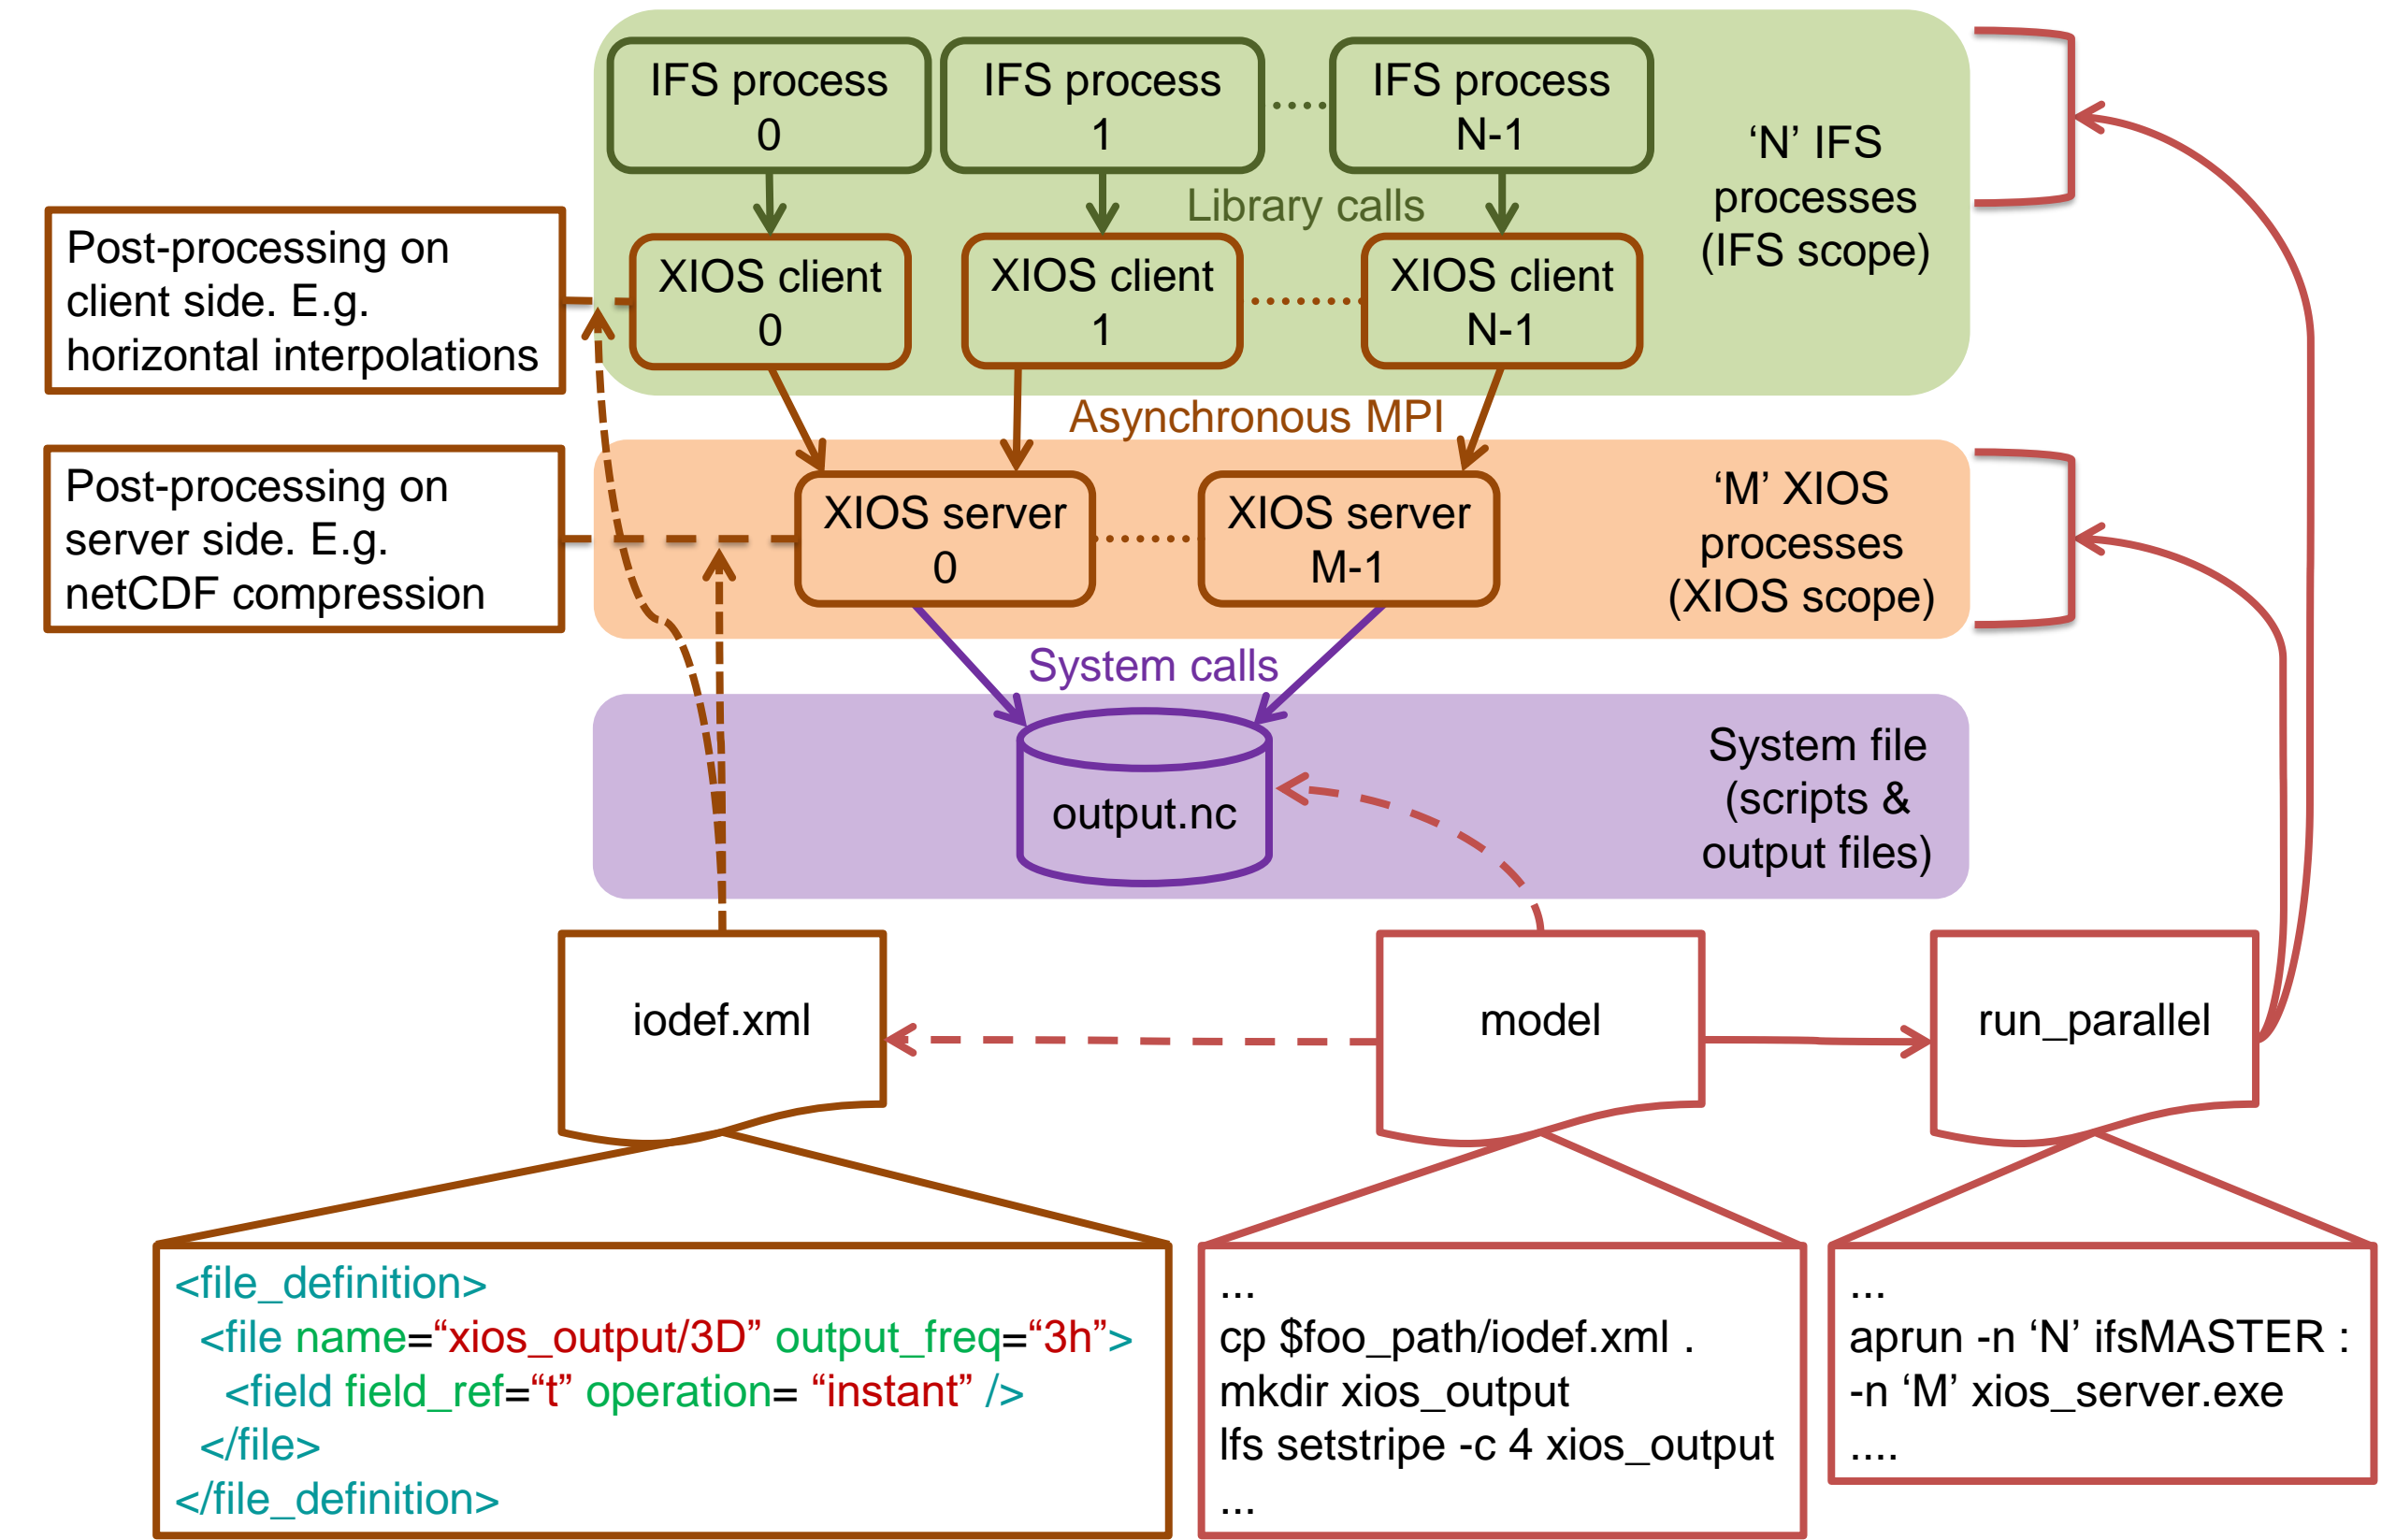 IFS process
0
IFS process
1
IFS process
N-1
‘N’ IFS
processes
(IFS scope)
Library calls
XIOS client
0
XIOS client
1
XIOS client
N-1
Post-processing on
client side. E.g.
horizontal interpolations
Asynchronous MPI
Post-processing on
server side. E.g.
netCDF compression
XIOS server
0
XIOS server
M-1
‘M’ XIOS
processes
(XIOS scope)
System calls
output.nc
System file
(scripts &
output files)
iodef.xml
model
run_parallel
<file_definition>
<file name=“xios_output/3D” output_freq=“3h”>
<field field_ref=“t” operation= “instant” />
</file>
</file_definition>
...
cp $foo_path/iodef.xml .
mkdir xios_output
lfs setstripe -c 4 xios_output
...
...
aprun -n ‘N’ ifsMASTER :
-n ‘M’ xios_server.exe
....